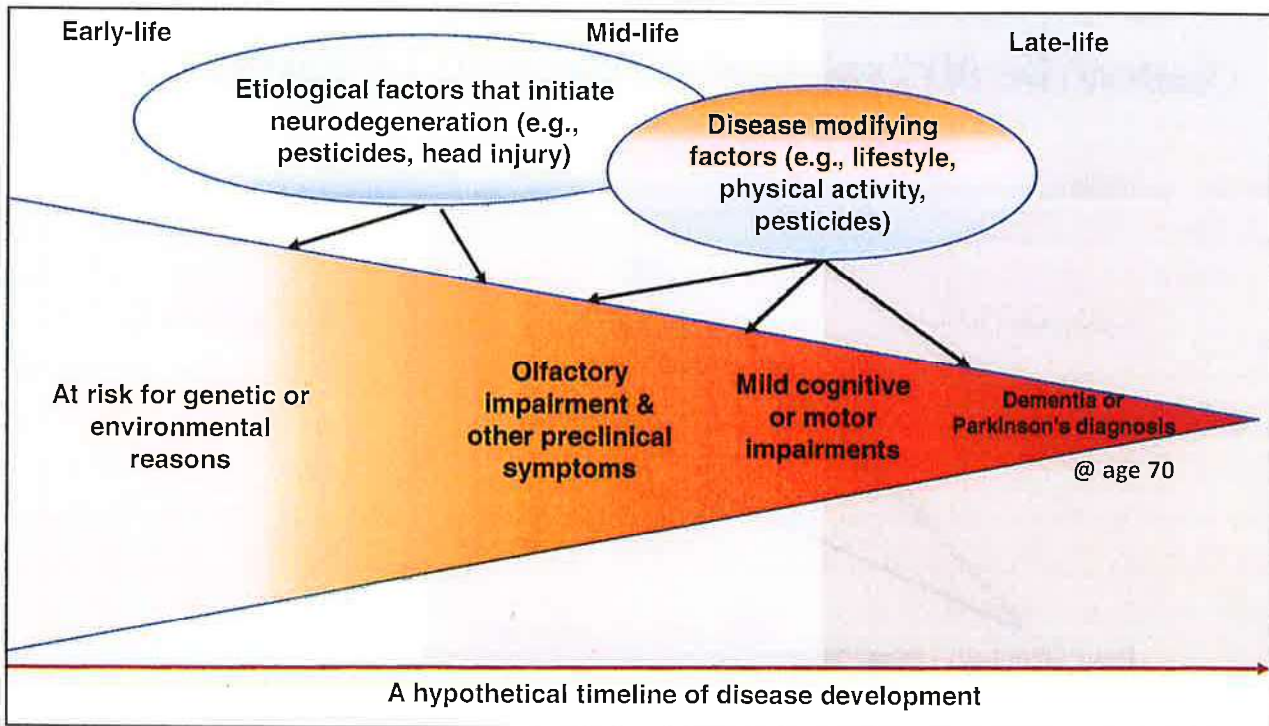 Early-life
Mid-life
Late-life
Etiological factors that initiate
neurodegeneration (e.g.,
pesticides, head injury)
Disease modifying
factors (e.g., lifestyle,
physical activity,
pesticides)
At risk for genetic or
environmental
reasons
Olfactory
impairment &
other preclinical
symptoms
Mild cognitive
or motor
impairments
Dementia or
Parkinson's diagnosis
@ age 70
A hypothetical timeline of disease development